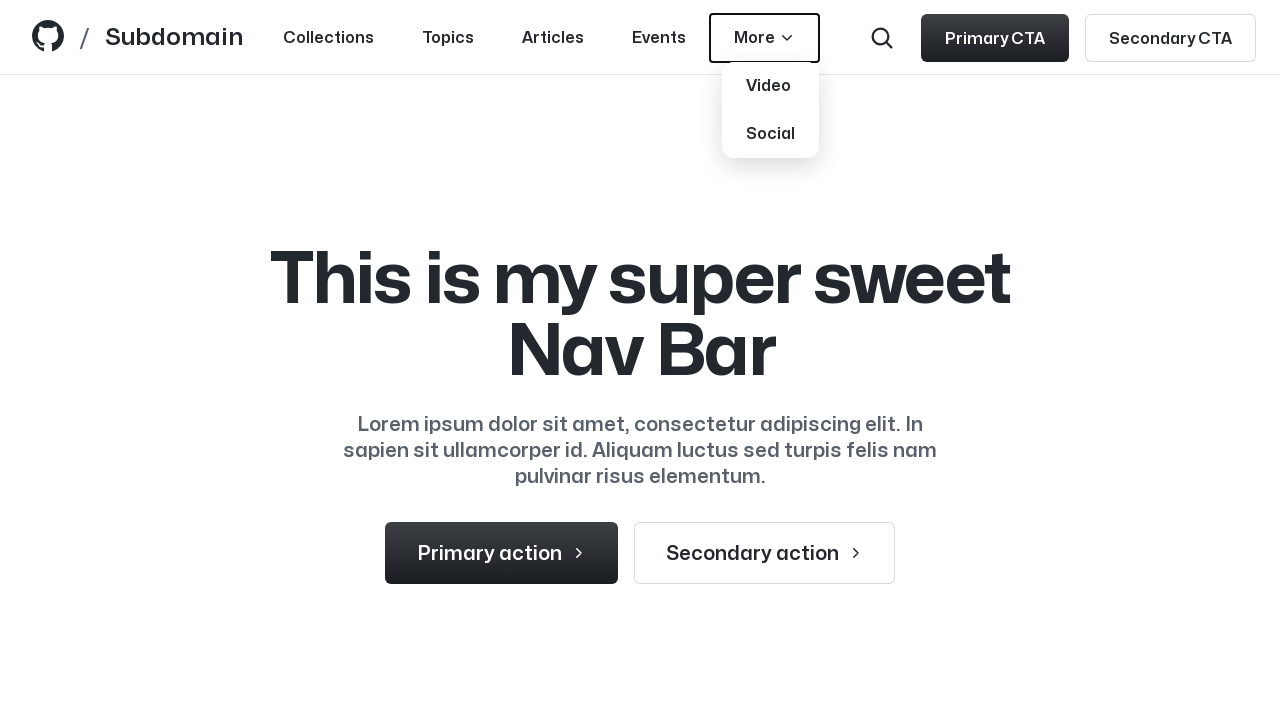 / Subdomain Collections Topics Articles Events More Primary CTA Secondary CTA
Video
Social
This is my super sweet
Nav Bar
Lorem ipsum dolor sit amet, consectetur adipiscing elit. In
sapien sit ullamcorper id. Aliquam luctus sed turpis felis nam
pulvinar risus elementum.
Primary action Secondary action